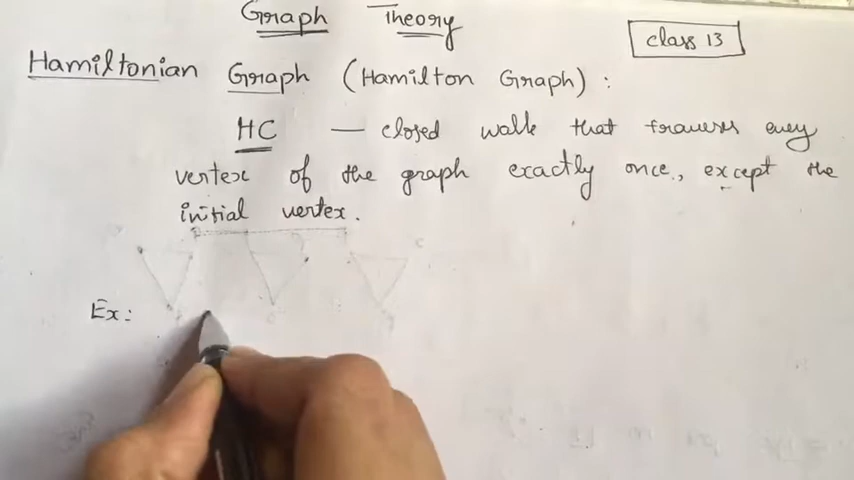 Graph Theory
class 13
Hamiltonian Graph (Hamilton Graph) :
HC — closed walk that traverses every
vertex of the graph exactly once, except the
initial vertex.
Ex: